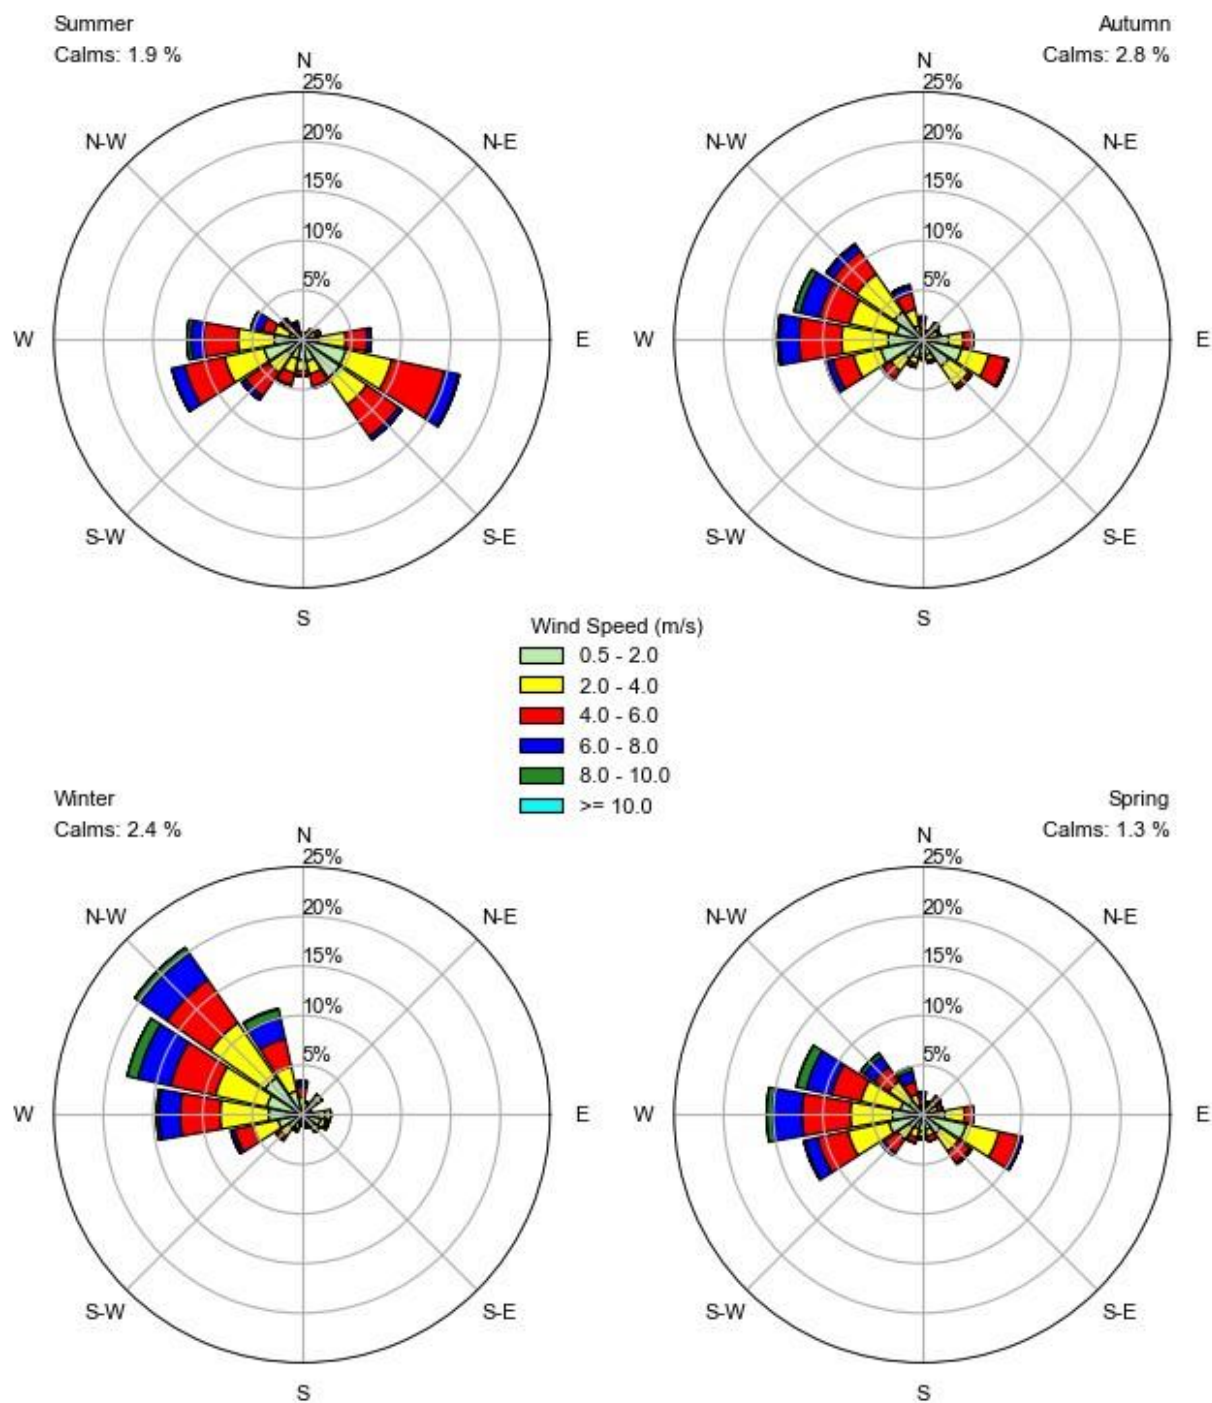 Summer
Calms: 1.9 %
N
25%
20%
15%
10%
5%
N-W
N-E
W
E
S-W
S-E
S
Autumn
Calms: 2.8 %
N
25%
20%
15%
10%
5%
N-W
N-E
W
E
S-W
S-E
S
Wind Speed (m/s)
0.5 - 2.0
2.0 - 4.0
4.0 - 6.0
6.0 - 8.0
8.0 - 10.0
>= 10.0
Winter
Calms: 2.4 %
N
25%
20%
15%
10%
5%
N-W
N-E
W
E
S-W
S-E
S
Spring
Calms: 1.3 %
N
25%
20%
15%
10%
5%
N-W
N-E
W
E
S-W
S-E
S